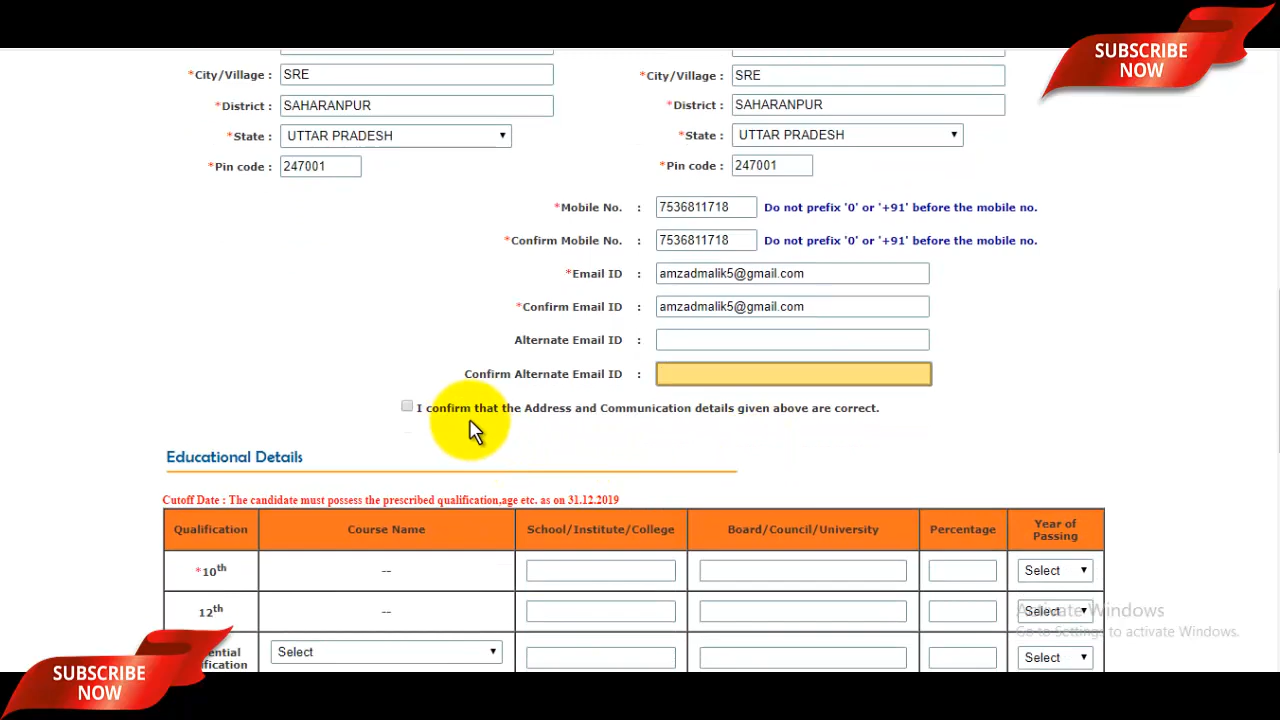 SUBSCRIBE
NOW
*City/Village : SRE *City/Village : SRE
*District : SAHARANPUR *District : SAHARANPUR
*State : UTTAR PRADESH *State : UTTAR PRADESH
*Pin code : 247001 *Pin code : 247001
*Mobile No. : 7536811718 Do not prefix '0' or '+91' before the mobile no.
*Confirm Mobile No. : 7536811718 Do not prefix '0' or '+91' before the mobile no.
*Email ID : amzadmalik5@gmail.com
*Confirm Email ID : amzadmalik5@gmail.com
Alternate Email ID :
Confirm Alternate Email ID :
I confirm that the Address and Communication details given above are correct.
Educational Details
Cutoff Date : The candidate must possess the prescribed qualification,age etc. as on 31.12.2019
Qualification Course Name School/Institute/College Board/Council/University Percentage Year of Passing
*10th -- Select
12th -- Select
Activate Windows
Go to Settings to activate Windows.
Select Select
SUBSCRIBE
NOW